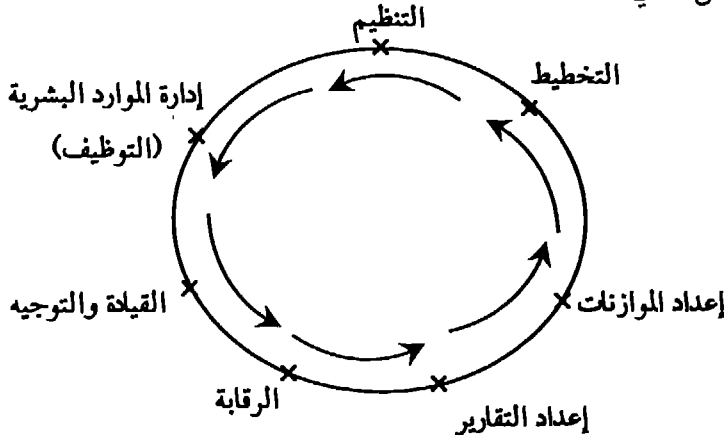 التنظيم
التخطيط
إدارة الموارد البشرية
(التوظيف)
القيادة والتوجيه
إعداد الموازنات
الرقابة
إعداد التقارير